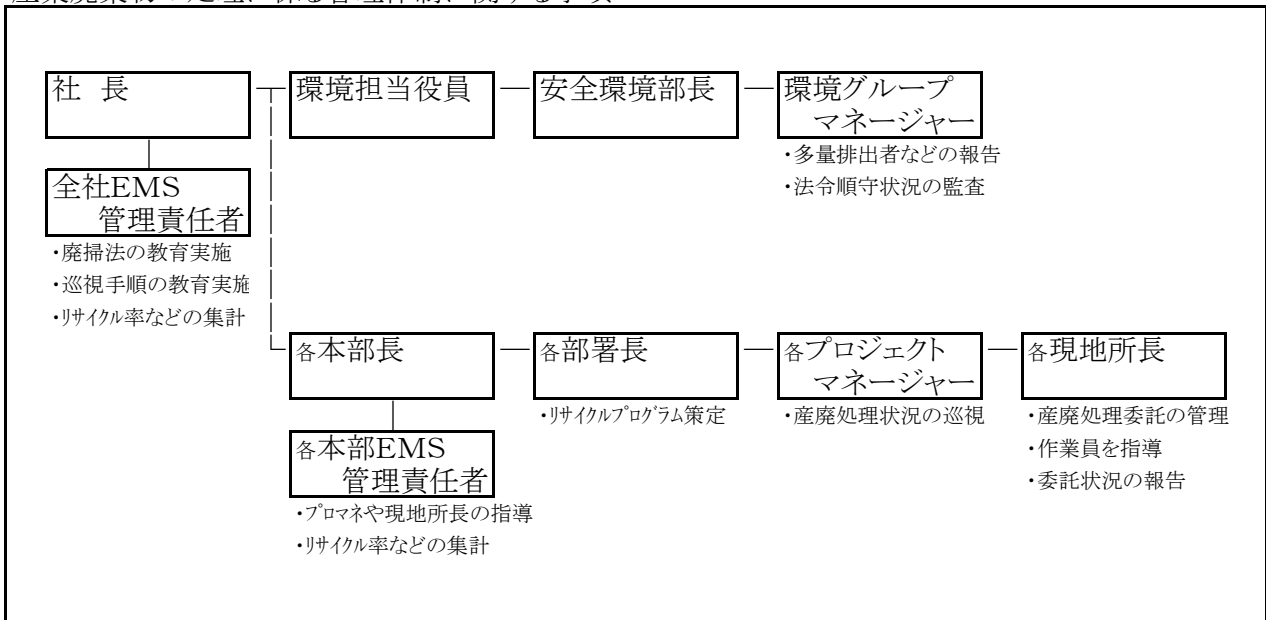 産業廃棄物の処理に係る管理体制に関する事項
社 長
環境担当役員
安全環境部長
環境グループ
マネージャー
・多量排出者などの報告
・法令順守状況の監査
全社EMS
管理責任者
・廃掃法の教育実施
・巡視手順の教育実施
・ﾘｻｲｸﾙ率などの集計
各本部長
各部署長
各プロジェクト
マネージャー
各現地所長
・ﾘｻｲｸﾙﾌﾟﾛｸﾞﾗﾑ策定
・産廃処理状況の巡視
・産廃処理委託の管理
・作業員を指導
・委託状況の報告
各本部EMS
管理責任者
・ﾌﾟﾛﾏﾈや現地所長の指導
・ﾘｻｲｸﾙ率などの集計